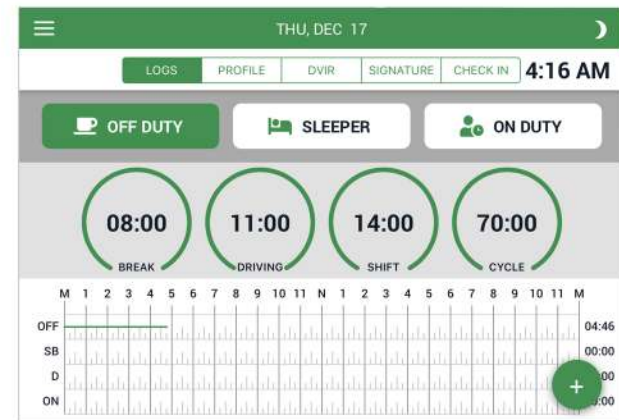 THU, DEC 17
LOGS PROFILE DVIR SIGNATURE CHECK IN 4:16 AM
OFF DUTY SLEEPER ON DUTY
08:00 11:00 14:00 70:00
BREAK DRIVING SHIFT CYCLE
M 1 2 3 4 5 6 7 8 9 10 11 N 1 2 3 4 5 6 7 8 9 10 11 M
OFF 04:46
SB 00:00
D :00
ON :00